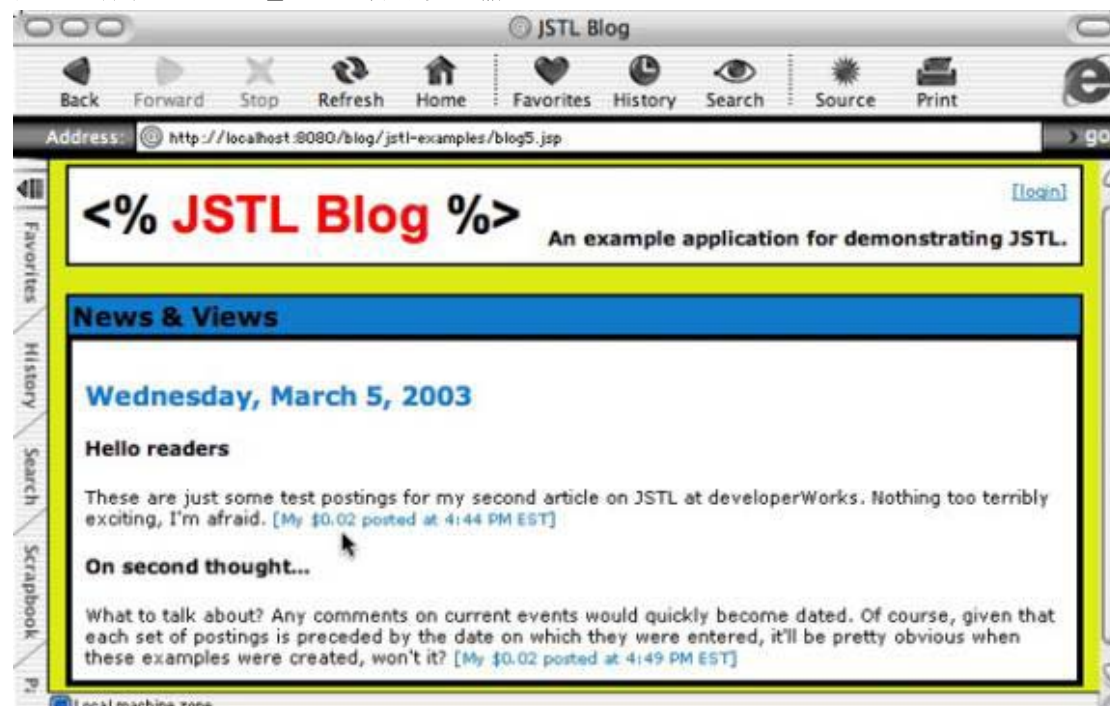 JSTL Blog
Back Forward Stop Refresh Home Favorites History Search Source Print
Address: http://localhost:8080/blog/jstl-examples/blog5.jsp go
Favorites
History
Search
Scrapbook
<% JSTL Blog %>
[login]
An example application for demonstrating JSTL.
News & Views
Wednesday, March 5, 2003
Hello readers
These are just some test postings for my second article on JSTL at developerWorks. Nothing too terribly
exciting, I'm afraid. [My $0.02 posted at 4:44 PM EST]
On second thought...
What to talk about? Any comments on current events would quickly become dated. Of course, given that
each set of postings is preceded by the date on which they were entered, it'll be pretty obvious when
these examples were created, won't it? [My $0.02 posted at 4:49 PM EST]
Local machine zone